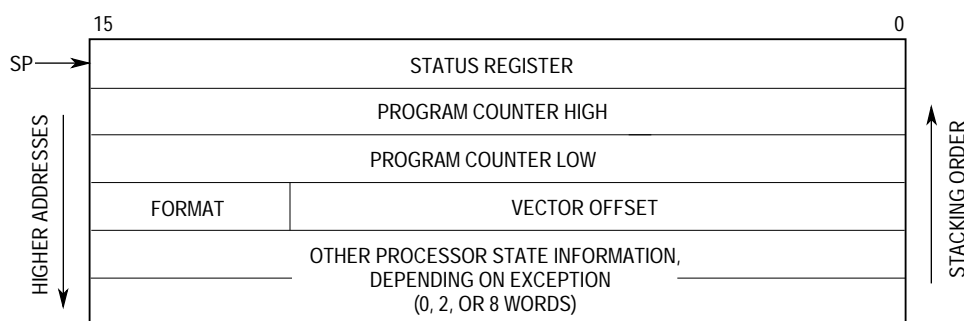 15 0
SP
STATUS REGISTER
PROGRAM COUNTER HIGH
PROGRAM COUNTER LOW
FORMAT VECTOR OFFSET
OTHER PROCESSOR STATE INFORMATION,
DEPENDING ON EXCEPTION
(0, 2, OR 8 WORDS)
HIGHER ADDRESSES
STACKING ORDER